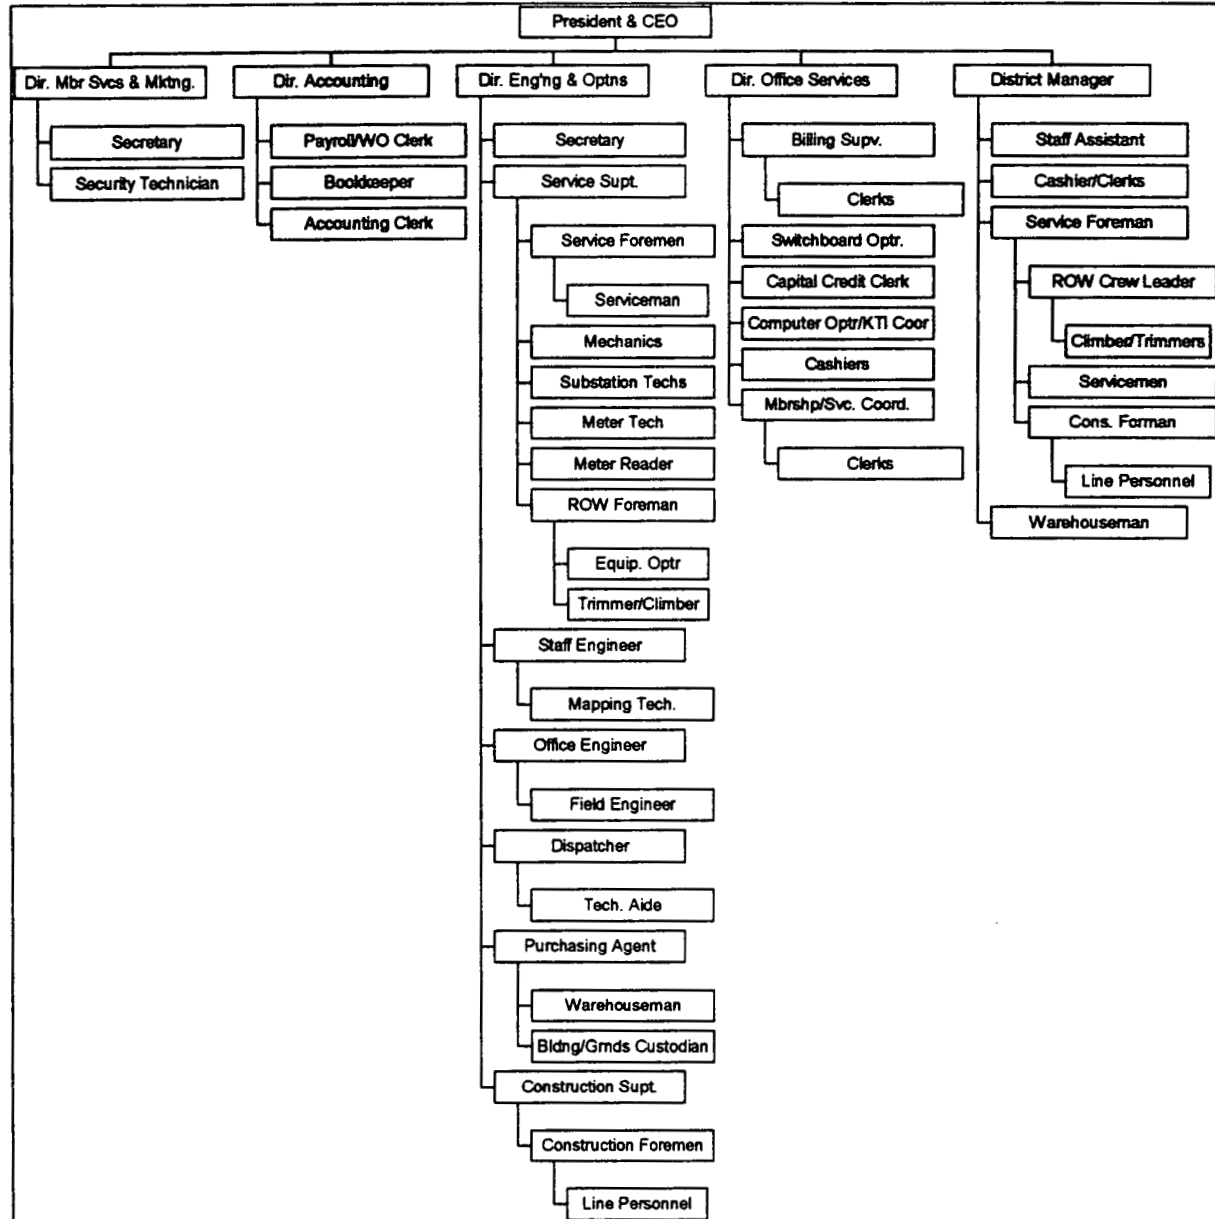 President & CEO
Dir. Mbr Svcs & Mktng.
Secretary
Security Technician
Dir. Accounting
Payroll/WO Clerk
Bookkeeper
Accounting Clerk
Dir. Eng'ng & Optns
Secretary
Service Supt.
Service Foremen
Serviceman
Mechanics
Substation Techs
Meter Tech
Meter Reader
ROW Foreman
Equip. Optr
Trimmer/Climber
Staff Engineer
Mapping Tech.
Office Engineer
Field Engineer
Dispatcher
Tech. Aide
Purchasing Agent
Warehouseman
Bldng/Grnds Custodian
Construction Supt.
Construction Foremen
Line Personnel
Dir. Office Services
Billing Supv.
Clerks
Switchboard Optr.
Capital Credit Clerk
Computer Optr/KTI Coor
Cashiers
Mbrshp/Svc. Coord.
Clerks
District Manager
Staff Assistant
Cashier/Clerks
Service Foreman
ROW Crew Leader
Climber/Trimmers
Servicemen
Cons. Forman
Line Personnel
Warehouseman